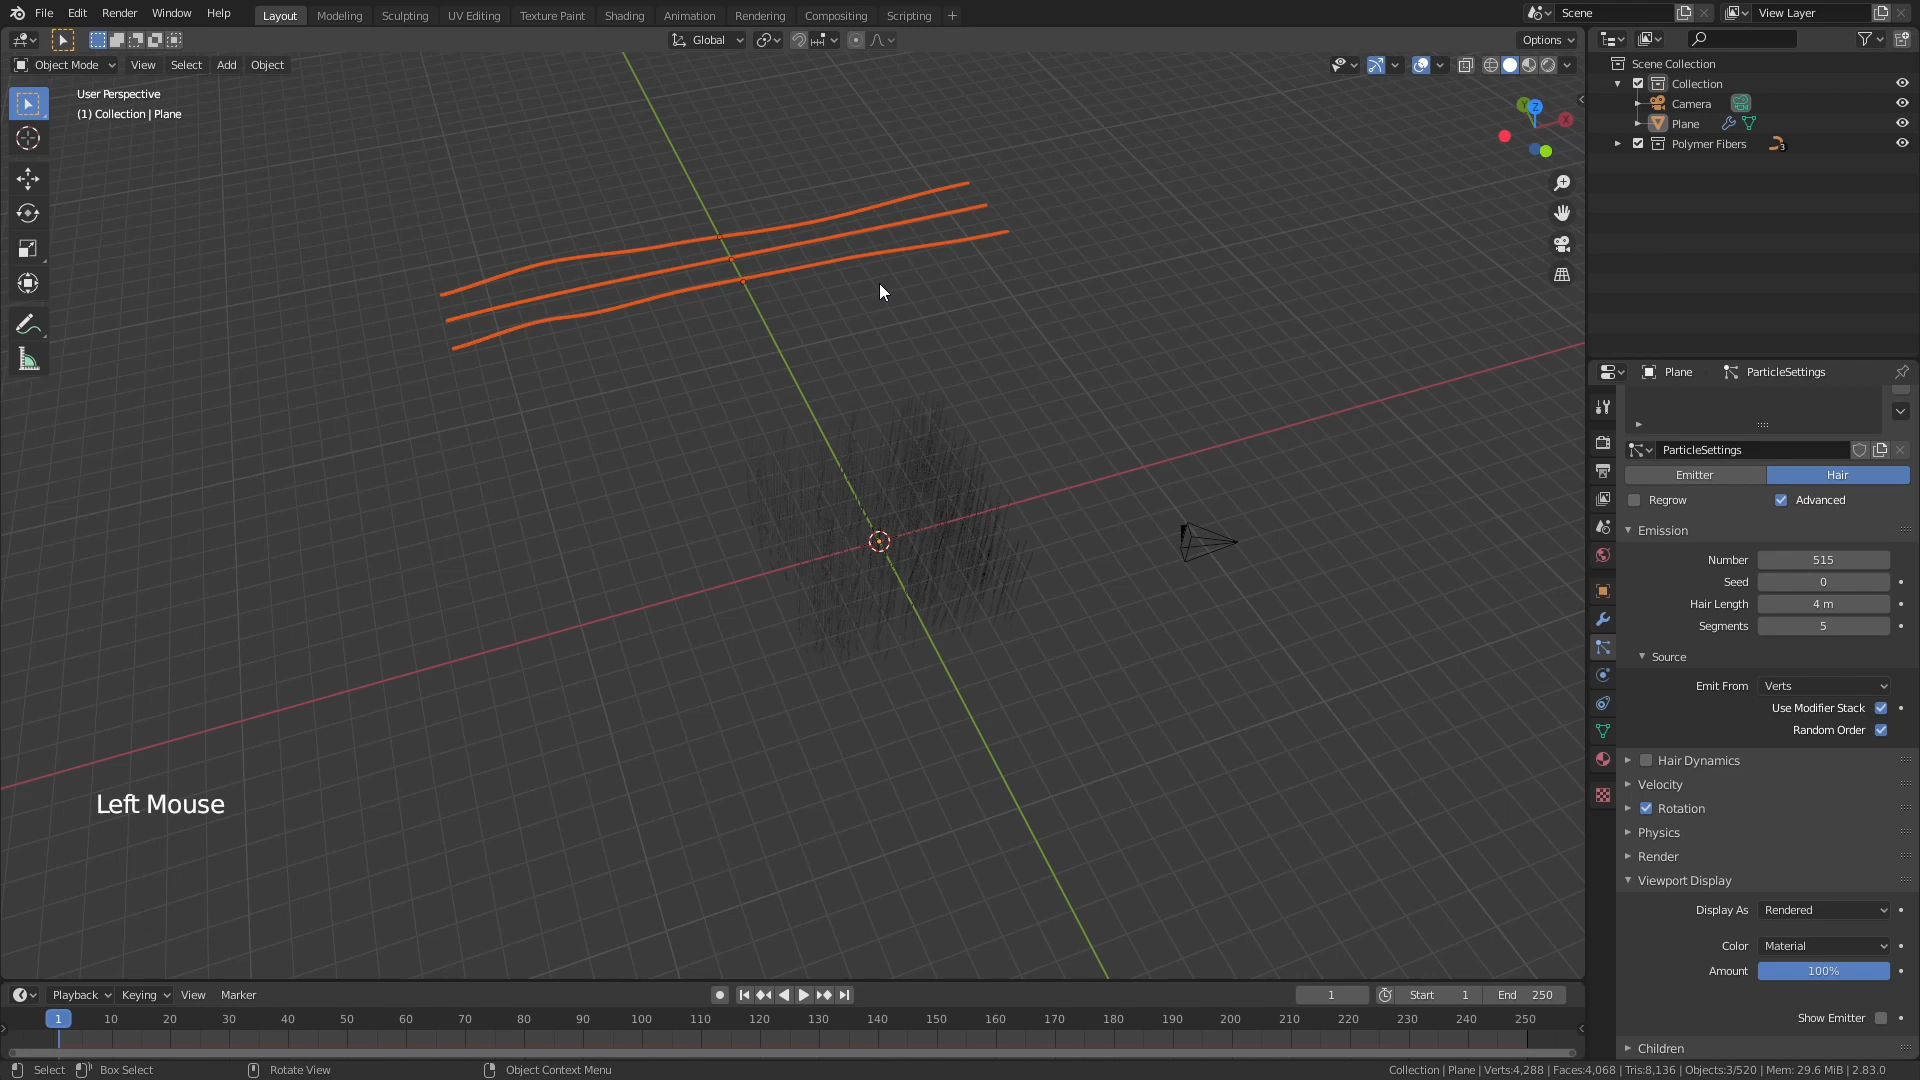 File Edit Render Window Help Layout Modeling Sculpting UV Editing Texture Paint Shading Animation Rendering Compositing Scripting + Scene View Layer
Global Options
Object Mode View Select Add Object
User Perspective
(1) Collection | Plane
Y Z X
Left Mouse
Scene Collection
Collection
Camera
Plane
Polymer Fibers 3
Plane ParticleSettings
ParticleSettings
Emitter Hair
Regrow Advanced
Emission
Number 515
Seed 0
Hair Length 4 m
Segments 5
Source
Emit From Verts
Use Modifier Stack
Random Order
Hair Dynamics
Velocity
Rotation
Physics
Render
Viewport Display
Display As Rendered
Color Material
Amount 100%
Show Emitter
Children
Playback Keying View Marker 1 Start 1 End 250
1 10 20 30 40 50 60 70 80 90 100 110 120 130 140 150 160 170 180 190 200 210 220 230 240 250
Select Box Select Rotate View Object Context Menu Collection | Plane | Verts:4,288 | Faces:4,068 | Tris:8,136 | Objects:3/520 | Mem: 29.6 MiB | 2.83.0